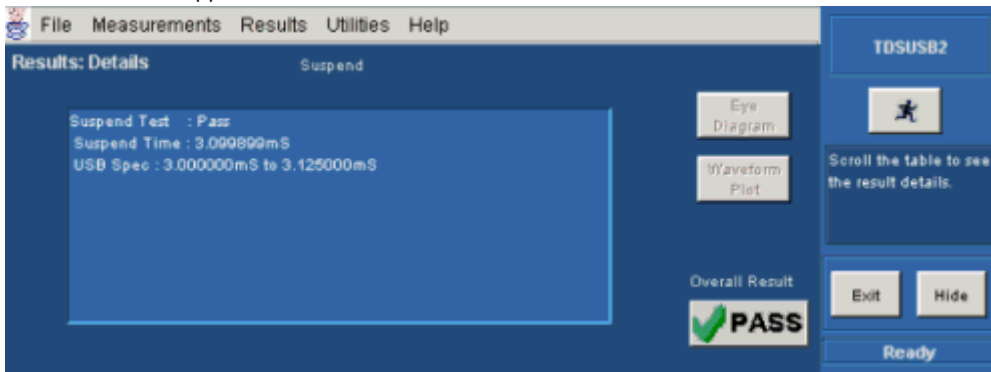 File Measurements Results Utilities Help
TDSUSB2
Results: Details
Suspend
Suspend Test : Pass
Suspend Time : 3.099899mS
USB Spec : 3.000000mS to 3.125000mS
Eye
Diagram
Waveform
Plot
Scroll the table to see
the result details.
Overall Result
PASS
Exit
Hide
Ready